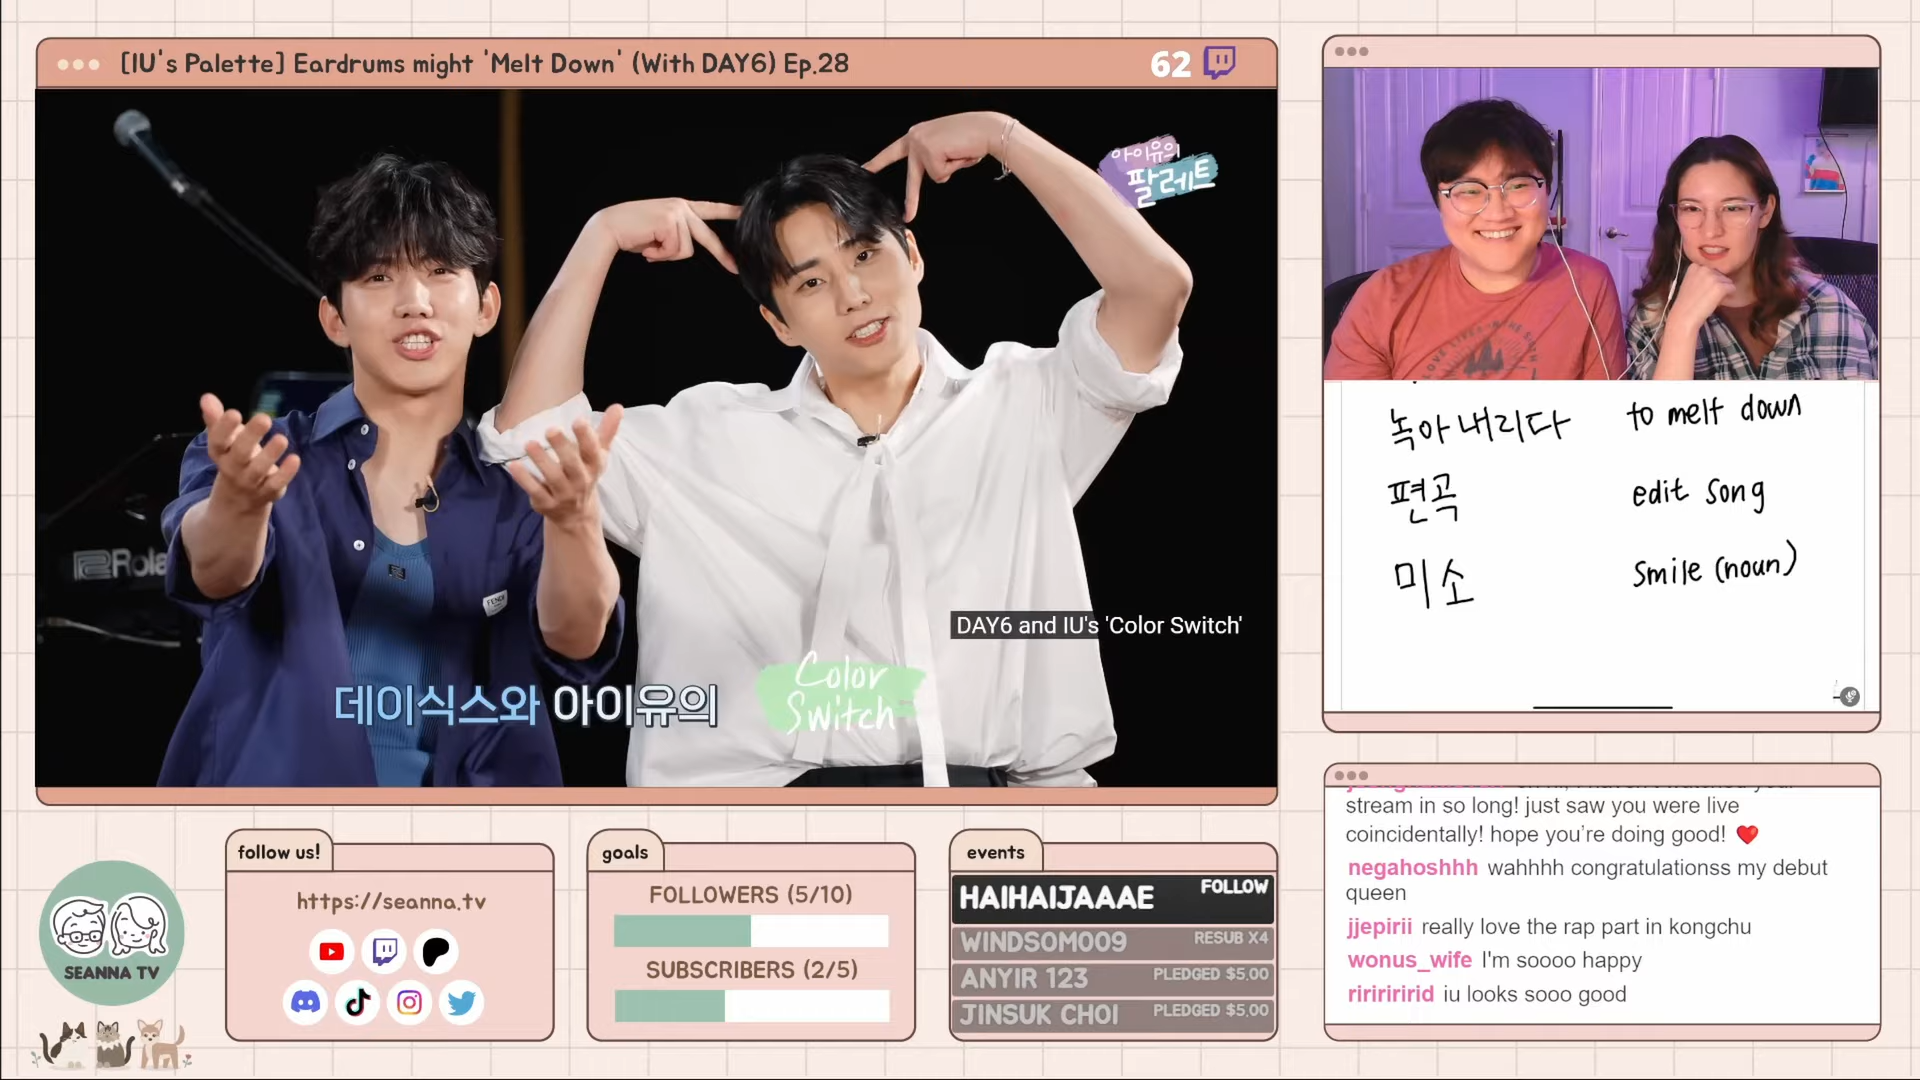 [IU's Palette] Eardrums might 'Melt Down' (With DAY6) Ep.28
62
아이유의
팔레트
Rola
FENDI
DAY6 and IU's 'Color Switch'
데이식스와 아이유의
Color
Switch
녹아내리다 to melt down
편곡 edit song
미소 smile (noun)
stream in so long! just saw you were live
coincidentally! hope you're doing good! ❤️
negahoshhh wahhhh congratulationss my debut
queen
jjepirii really love the rap part in kongchu
wonus_wife I'm soooo happy
riririririd iu looks sooo good
SEANNA TV
follow us!
https://seanna.tv
goals
FOLLOWERS (5/10)
SUBSCRIBERS (2/5)
events
HAIHAIJAAAE FOLLOW
WINDSOM009 RESUB X4
ANYIR 123 PLEDGED $5.00
JINSUK CHOI PLEDGED $5.00